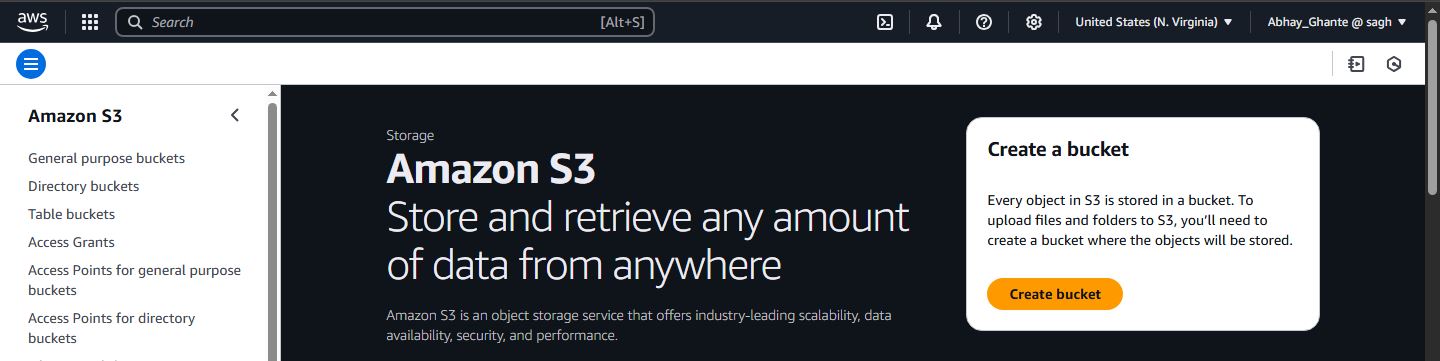 aws
Search [Alt+S]
United States (N. Virginia)
Abhay_Ghante @ sagh
Amazon S3
General purpose buckets
Directory buckets
Table buckets
Access Grants
Access Points for general purpose
buckets
Access Points for directory
buckets
Storage
Amazon S3
Store and retrieve any amount
of data from anywhere
Amazon S3 is an object storage service that offers industry-leading scalability, data
availability, security, and performance.
Create a bucket
Every object in S3 is stored in a bucket. To
upload files and folders to S3, you'll need to
create a bucket where the objects will be stored.
Create bucket